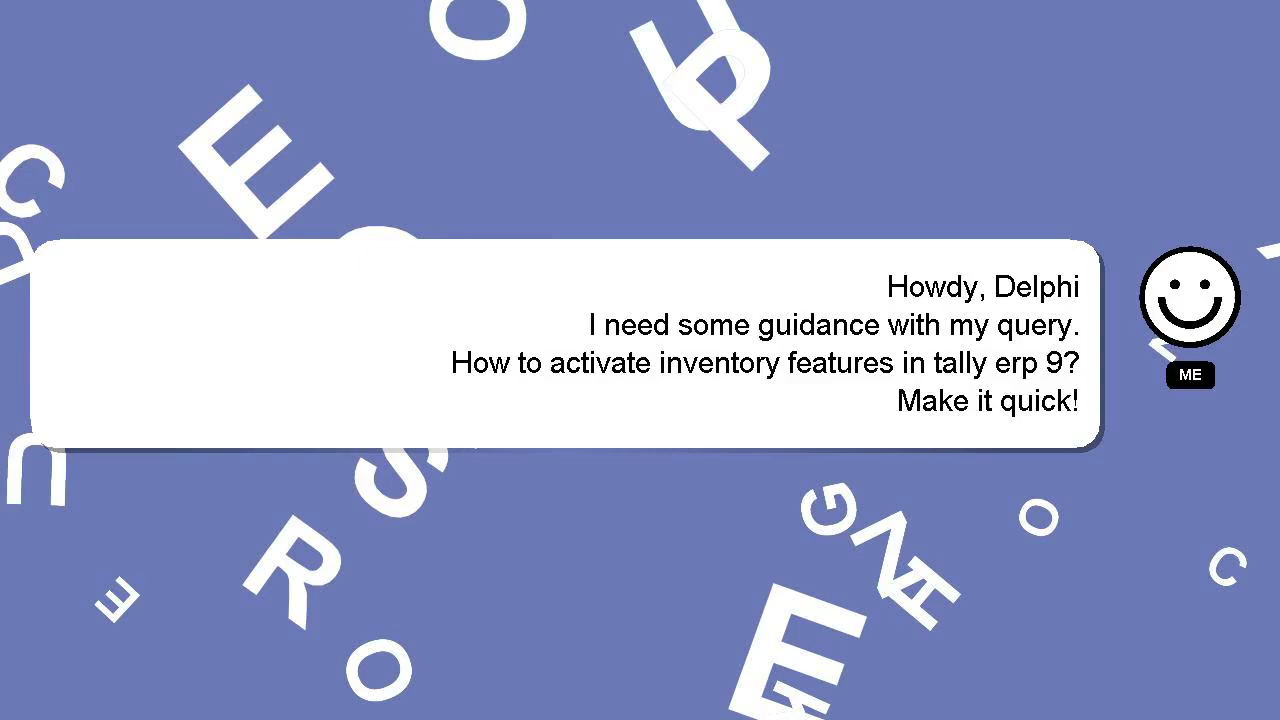 Howdy, Delphi
I need some guidance with my query.
How to activate inventory features in tally erp 9?
Make it quick!
ME